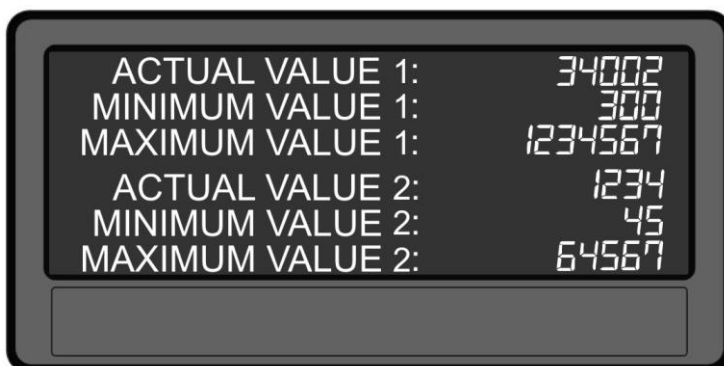 ACTUAL VALUE 1: 34002
MINIMUM VALUE 1: 300
MAXIMUM VALUE 1: 1234567
ACTUAL VALUE 2: 1234
MINIMUM VALUE 2: 45
MAXIMUM VALUE 2: 64567